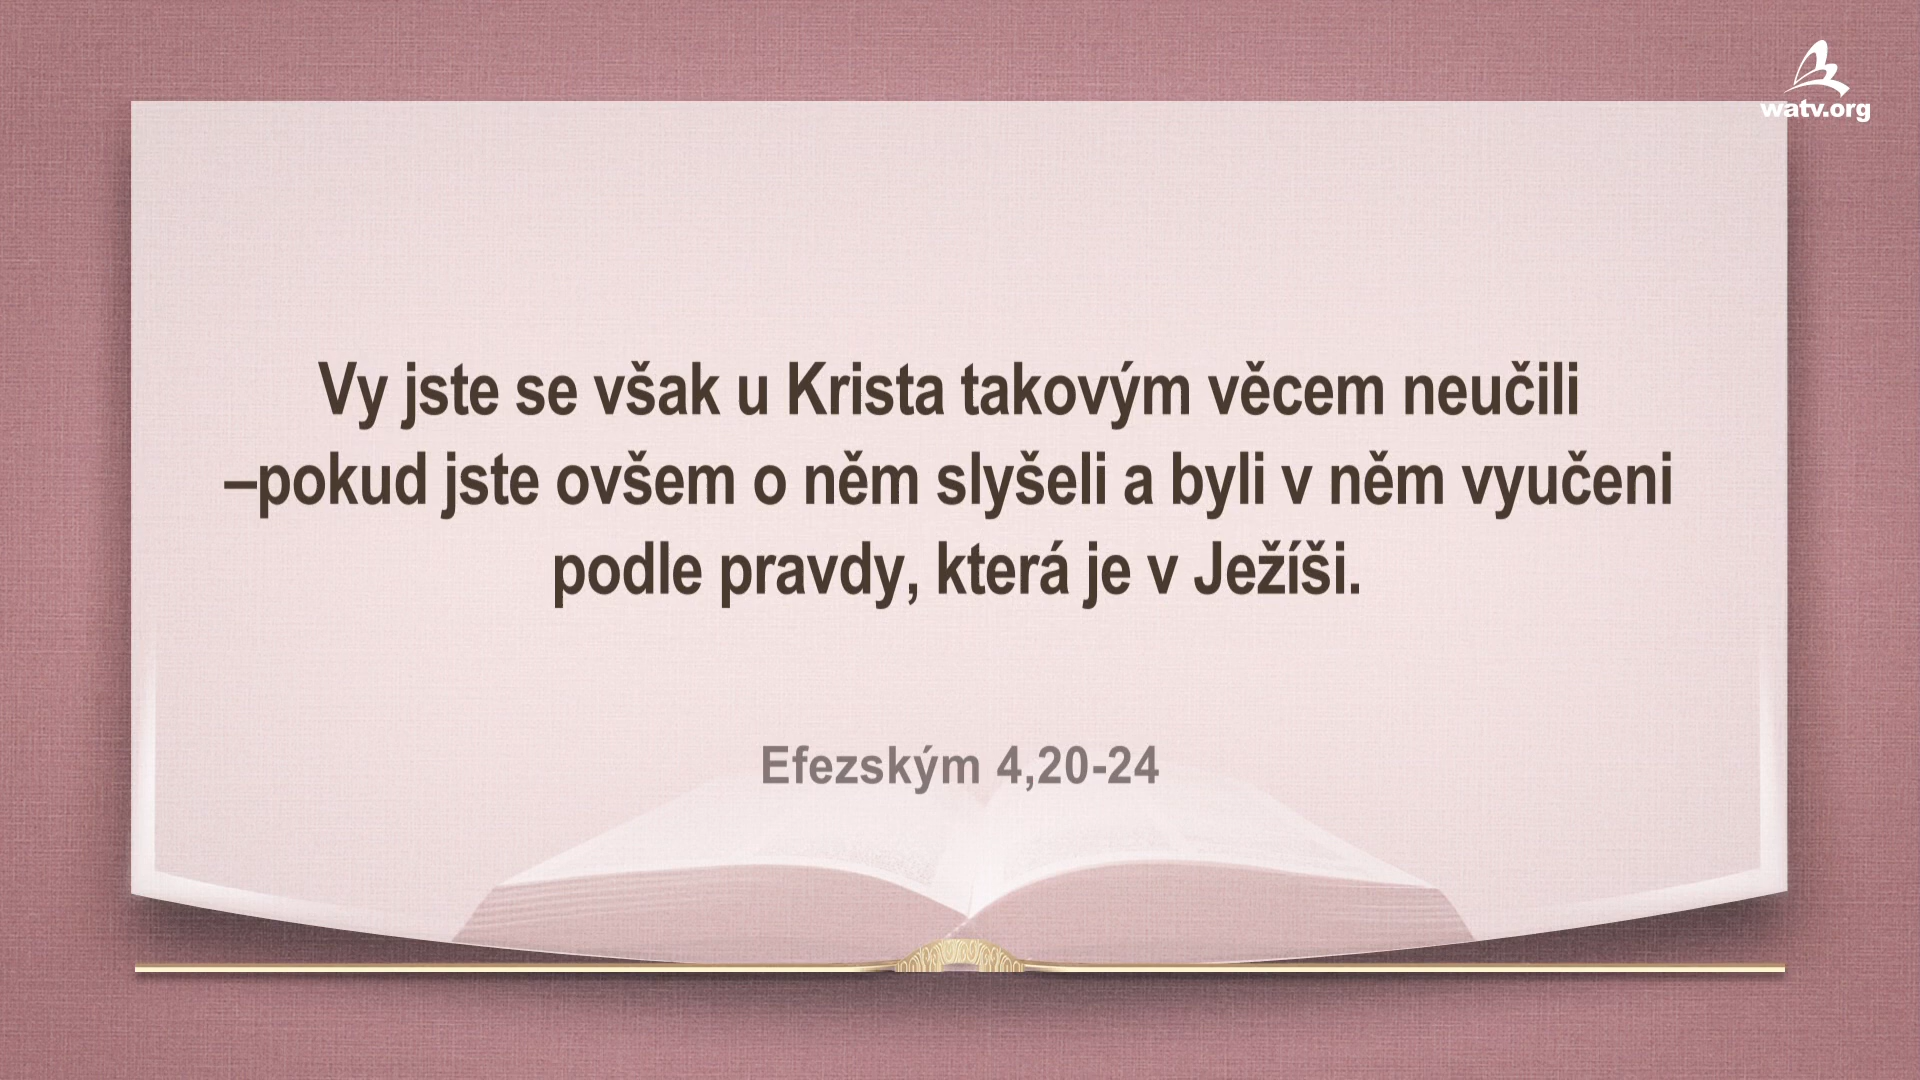 watv.org
Vy jste se však u Krista takovým věcem neučili
–pokud jste ovšem o něm slyšeli a byli v něm vyučeni
podle pravdy, která je v Ježíši.
Efezským 4,20-24